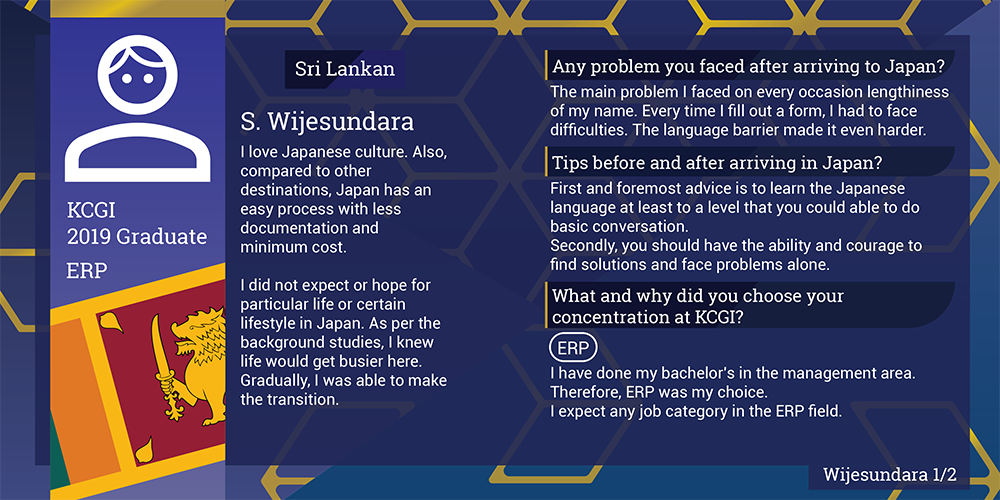 KCGI
2019 Graduate
ERP
Sri Lankan
S. Wijesundara
I love Japanese culture. Also,
compared to other
destinations, Japan has an
easy process with less
documentation and
minimum cost.
I did not expect or hope for
particular life or certain
lifestyle in Japan. As per the
background studies, I knew
life would get busier here.
Gradually, I was able to make
the transition.
Any problem you faced after arriving to Japan?
The main problem I faced on every occasion lengthiness
of my name. Every time I fill out a form, I had to face
difficulties. The language barrier made it even harder.
Tips before and after arriving in Japan?
First and foremost advice is to learn the Japanese
language at least to a level that you could able to do
basic conversation.
Secondly, you should have the ability and courage to
find solutions and face problems alone.
What and why did you choose your
concentration at KCGI?
ERP
I have done my bachelor's in the management area.
Therefore, ERP was my choice.
I expect any job category in the ERP field.
Wijesundara 1/2